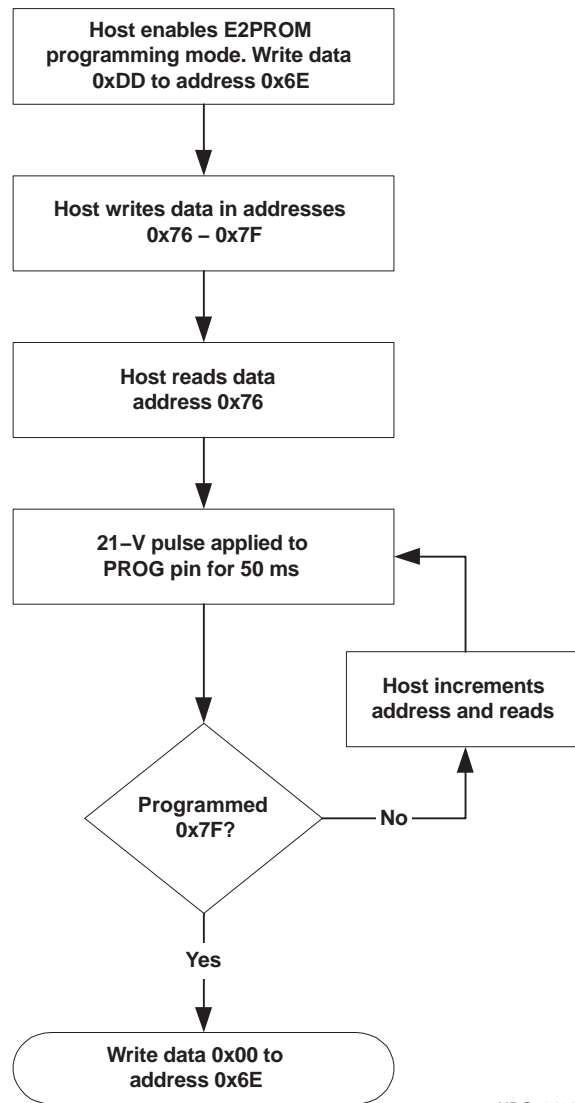 Host enables E2PROM
programming mode. Write data
0xDD to address 0x6E
Host writes data in addresses
0x76 – 0x7F
Host reads data
address 0x76
21–V pulse applied to
PROG pin for 50 ms
Host increments
address and reads
Programmed
0x7F?
No
Yes
Write data 0x00 to
address 0x6E